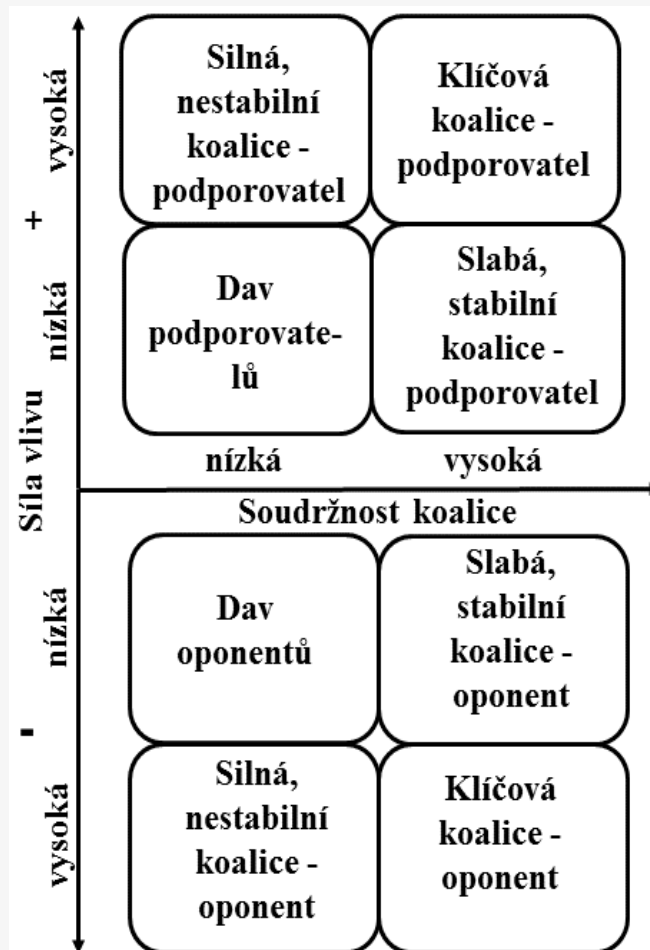 vysoká
Silná,
nestabilní
koalice -
podporovatel
Klíčová
koalice -
podporovatel
+
nízká
Dav
podporovate-
lů
Slabá,
stabilní
koalice -
podporovatel
Síla vlivu
nízká
vysoká
Soudržnost koalice
nízká
Dav
oponentů
Slabá,
stabilní
koalice -
oponent
-
vysoká
Silná,
nestabilní
koalice -
oponent
Klíčová
koalice -
oponent